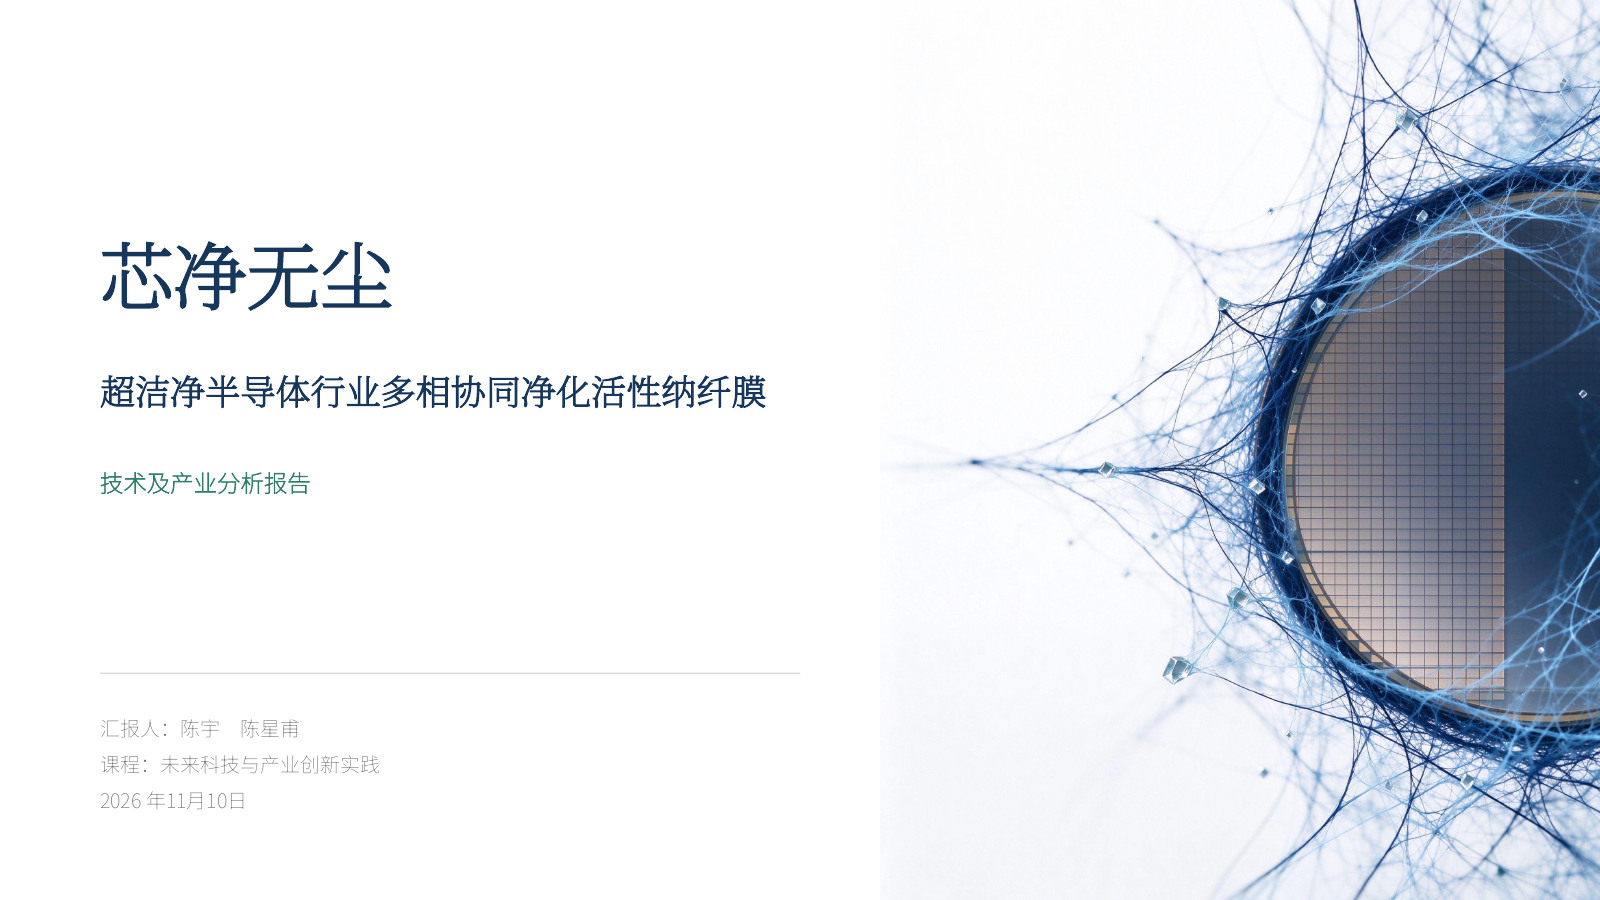 芯净无尘
超洁净半导体行业多相协同净化活性纳纤膜
技术及产业分析报告
汇报人：陈宇　陈星甫
课程：未来科技与产业创新实践
2026 年11月10日